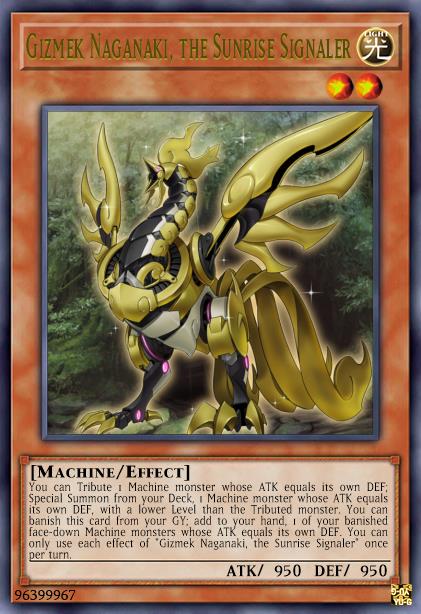 Gizmek Naganaki, the Sunrise Signaler
LIGHT
光
[Machine/Effect]
You can Tribute 1 Machine monster whose ATK equals its own DEF;
Special Summon from your Deck, 1 Machine monster whose ATK equals
its own DEF, with a lower Level than the Tributed monster. You can
banish this card from your GY; add to your hand, 1 of your banished
face-down Machine monsters whose ATK equals its own DEF. You can
only use each effect of "Gizmek Naganaki, the Sunrise Signaler" once
per turn.
ATK/ 950 DEF/ 950
96399967